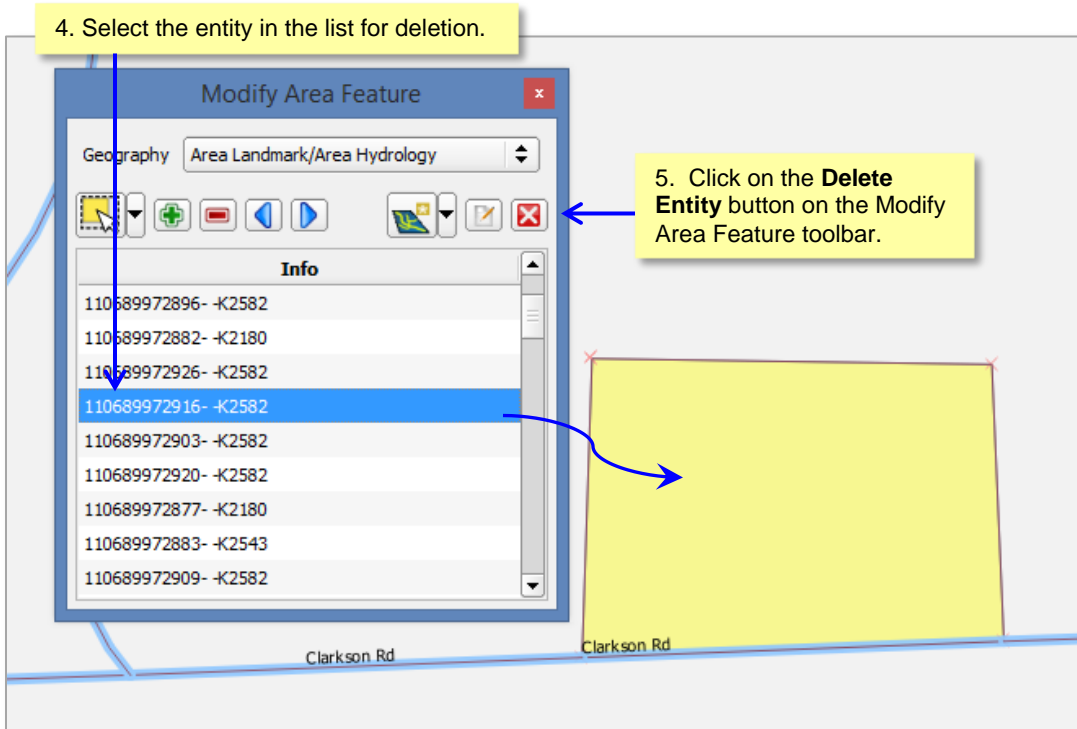 4. Select the entity in the list for deletion.
Modify Area Feature
x
Geography Area Landmark/Area Hydrology
5. Click on the Delete
Entity button on the Modify
Area Feature toolbar.
Info
110689972896- -K2582
110689972882- -K2180
110689972926- -K2582
110689972916- -K2582
110689972903- -K2582
110689972920- -K2582
110689972877- -K2180
110689972883- -K2543
110689972909- -K2582
Clarkson Rd
Clarkson Rd